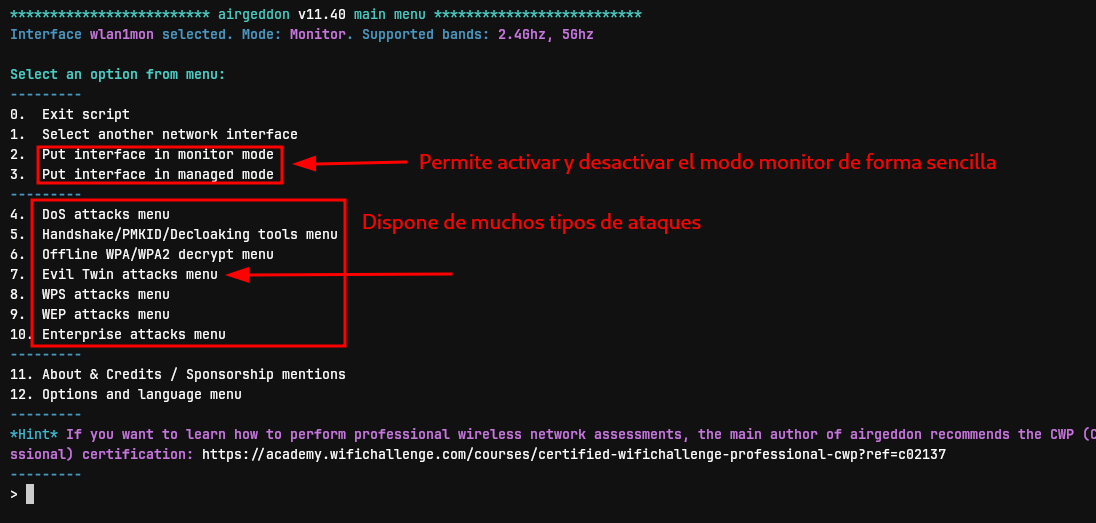 ************************* airgeddon v11.40 main menu **************************
Interface wlan1mon selected. Mode: Monitor. Supported bands: 2.4Ghz, 5Ghz
Select an option from menu:
---------
0. Exit script
1. Select another network interface
2. Put interface in monitor mode
3. Put interface in managed mode
Permite activar y desactivar el modo monitor de forma sencilla
---------
4. DoS attacks menu
Dispone de muchos tipos de ataques
5. Handshake/PMKID/Decloaking tools menu
6. Offline WPA/WPA2 decrypt menu
7. Evil Twin attacks menu
8. WPS attacks menu
9. WEP attacks menu
10. Enterprise attacks menu
---------
11. About & Credits / Sponsorship mentions
12. Options and language menu
---------
*Hint* If you want to learn how to perform professional wireless network assessments, the main author of airgeddon recommends the CWP (C
ssional) certification: https://academy.wifichallenge.com/courses/certified-wifichallenge-professional-cwp?ref=c02137
---------
>